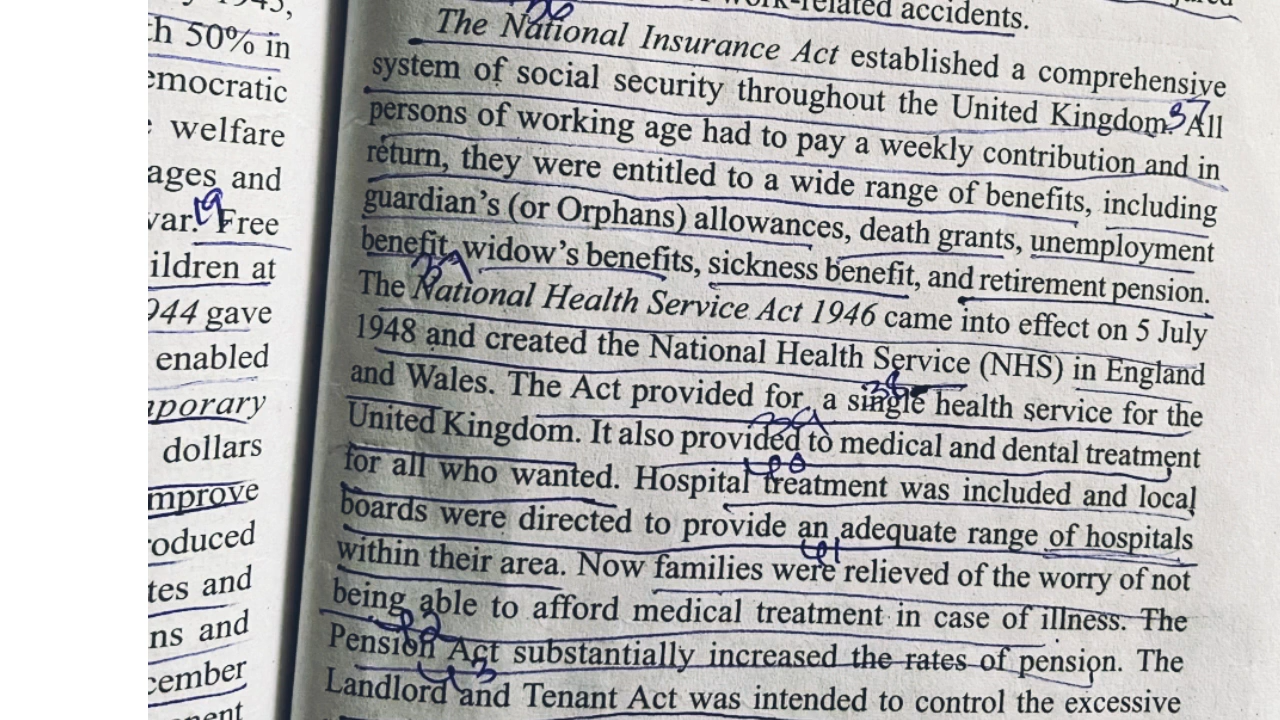 h 50% in
emocratic
welfare
ages and
var. 19 Free
ildren at
944 gave
enabled
aporary
dollars
mprove
oduced
tes and
ns and
cember
nent
work-related accidents.
The National Insurance Act established a comprehensive
system of social security throughout the United Kingdom. 37 All
persons of working age had to pay a weekly contribution and in
return, they were entitled to a wide range of benefits, including
guardian's (or Orphans) allowances, death grants, unemployment
benefit, widow's benefits, sickness benefit, and retirement pension.
The National Health Service Act 1946 came into effect on 5 July
1948 and created the National Health Service (NHS) in England
and Wales. The Act provided for a single health service for the
United Kingdom. It also provided to medical and dental treatment
for all who wanted. Hospital treatment was included and local
40
boards were directed to provide an adequate range of hospitals
41
within their area. Now families were relieved of the worry of not
being able to afford medical treatment in case of illness. The
42
Pension Act substantially increased the rates of pension. The
43
Landlord and Tenant Act was intended to control the excessive